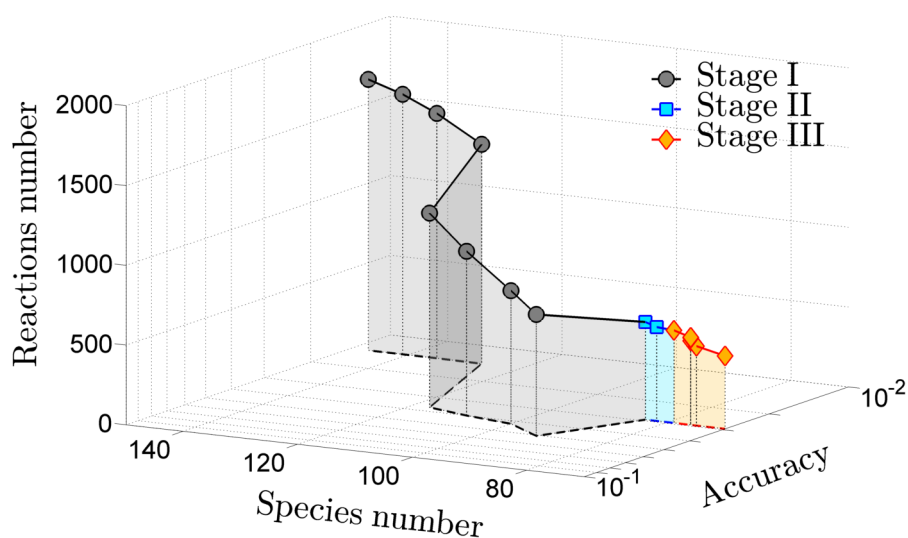 Stage I
Stage II
Stage III
Reactions number
2000
1500
1000
500
0
140
120
100
80
Species number
10-1
10-2
Accuracy